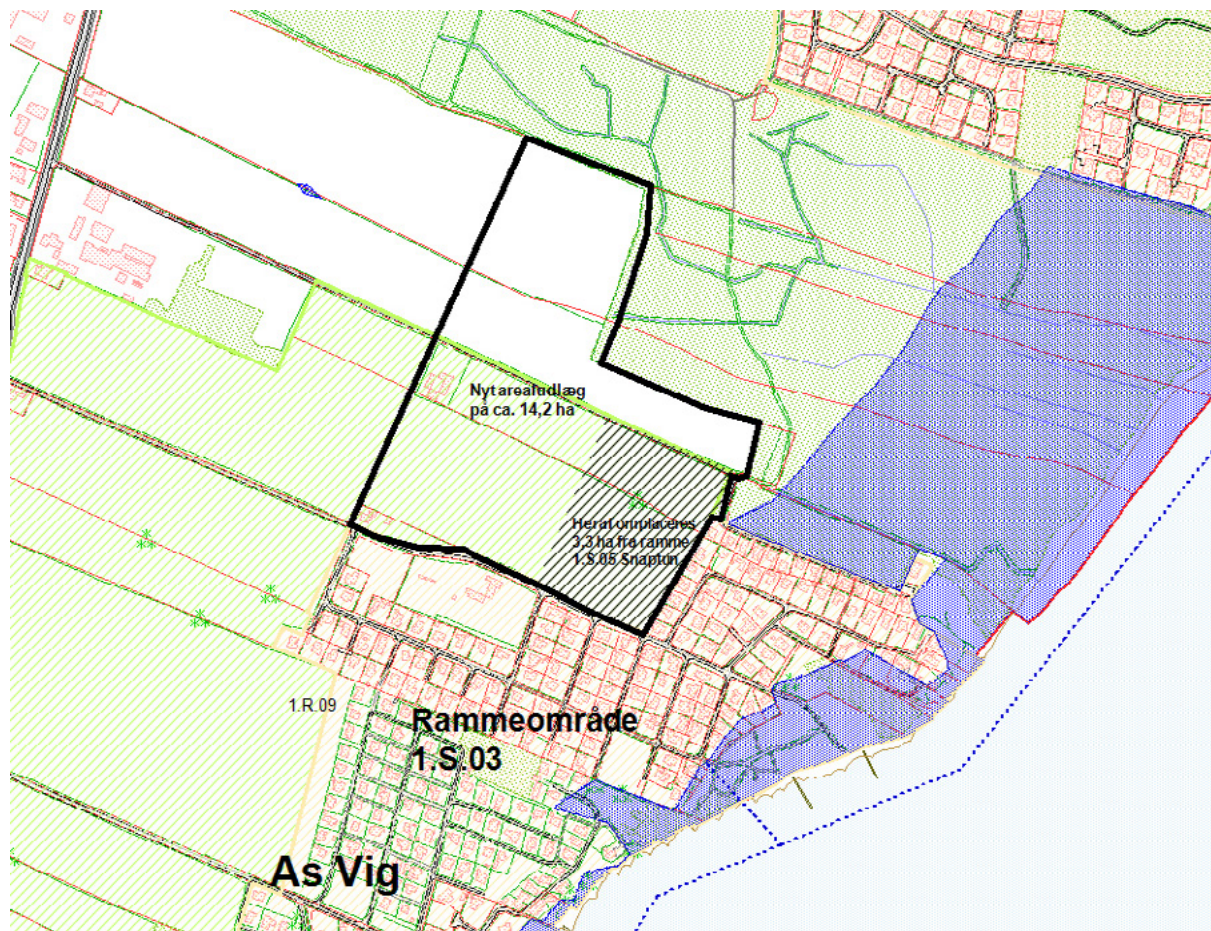 Nyt arealudlæg
på ca. 14,2 ha
Heraf omplaceres
3,3 ha fra ramme
1.S.05 Snaptun
1.R.09
Rammeområde
1.S.03
As Vig